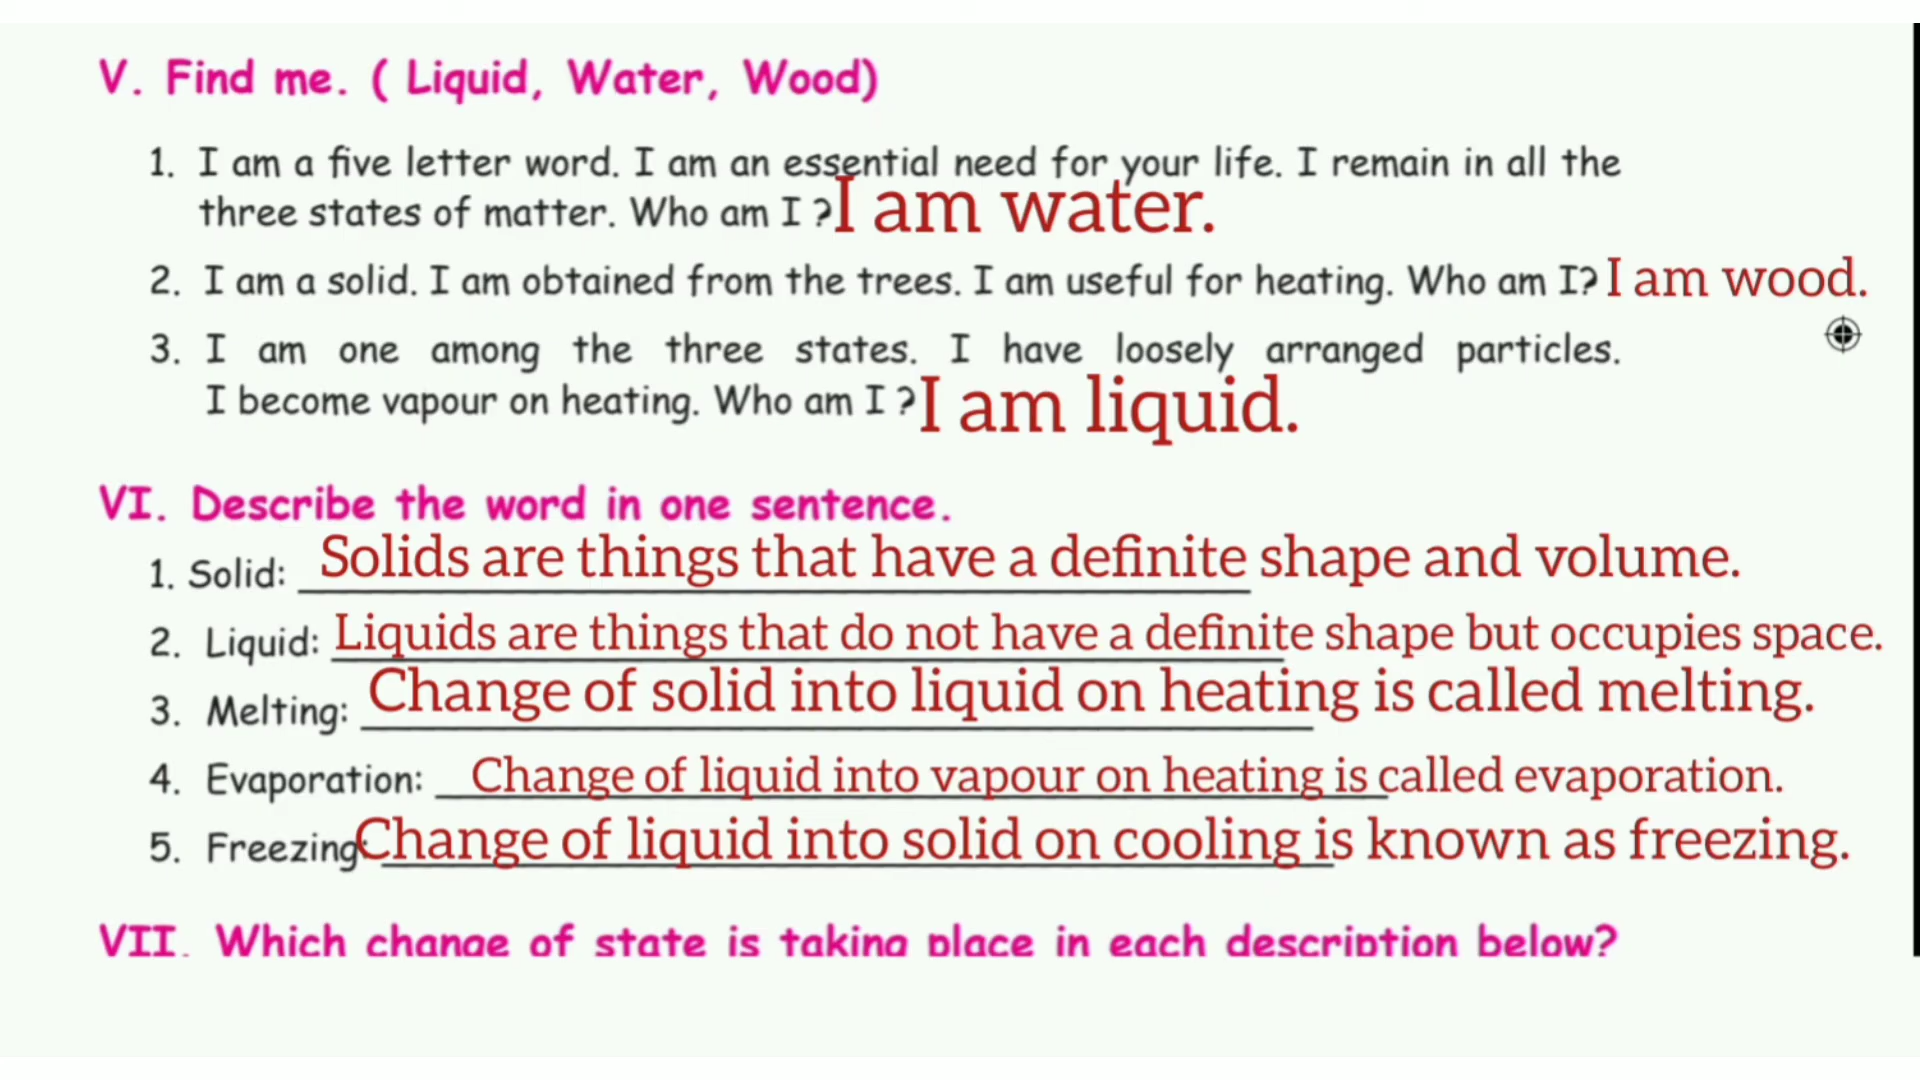 V. Find me. ( Liquid, Water, Wood)
1. I am a five letter word. I am an essential need for your life. I remain in all the
three states of matter. Who am I ? I am water.
2. I am a solid. I am obtained from the trees. I am useful for heating. Who am I? I am wood.
3. I am one among the three states. I have loosely arranged particles.
I become vapour on heating. Who am I ? I am liquid.
VI. Describe the word in one sentence.
1. Solid: Solids are things that have a definite shape and volume.
2. Liquid: Liquids are things that do not have a definite shape but occupies space.
3. Melting: Change of solid into liquid on heating is called melting.
4. Evaporation: Change of liquid into vapour on heating is called evaporation.
5. Freezing: Change of liquid into solid on cooling is known as freezing.
VII. Which change of state is taking place in each description below?